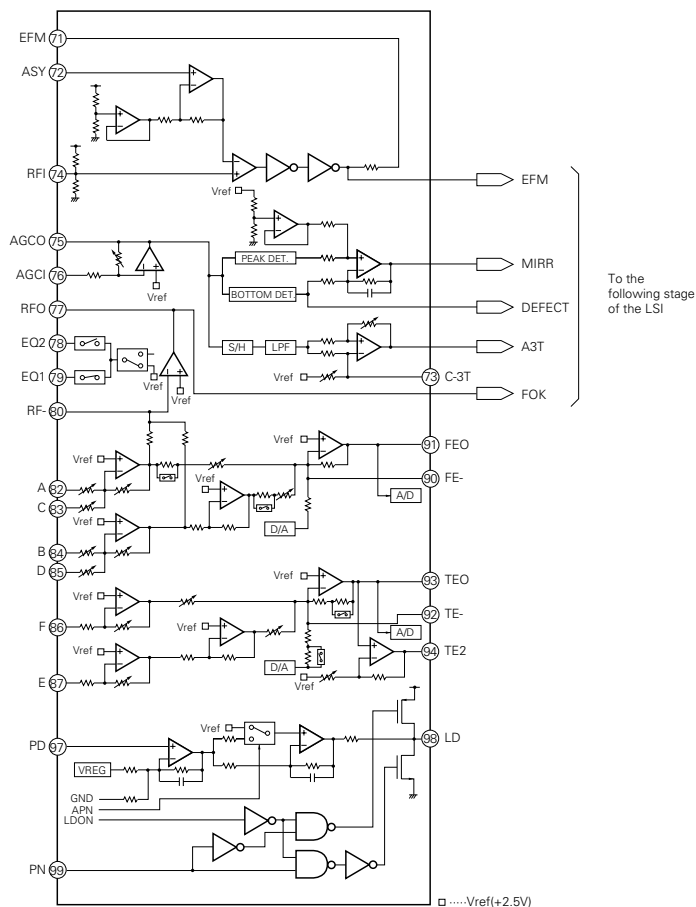 EFM 71
ASY 72
RFI 74
EFM
Vref
AGCO 75
PEAK DET.
MIRR
AGCI 76
Vref
BOTTOM DET.
DEFECT
To the
following stage
of the LSI
RFO 77
EQ2 78
S/H
LPF
A3T
EQ1 79
Vref
Vref
Vref
73 C-3T
FOK
RF- 80
Vref
91 FEO
A 82
Vref
90 FE-
C 83
A/D
Vref
D/A
B 84
D 85
Vref
Vref
93 TEO
F 86
Vref
92 TE-
A/D
Vref
D/A
94 TE2
E 87
Vref
Vref
PD 97
98 LD
VREG
GND
APN
LDON
PN 99
·····Vref(+2.5V)